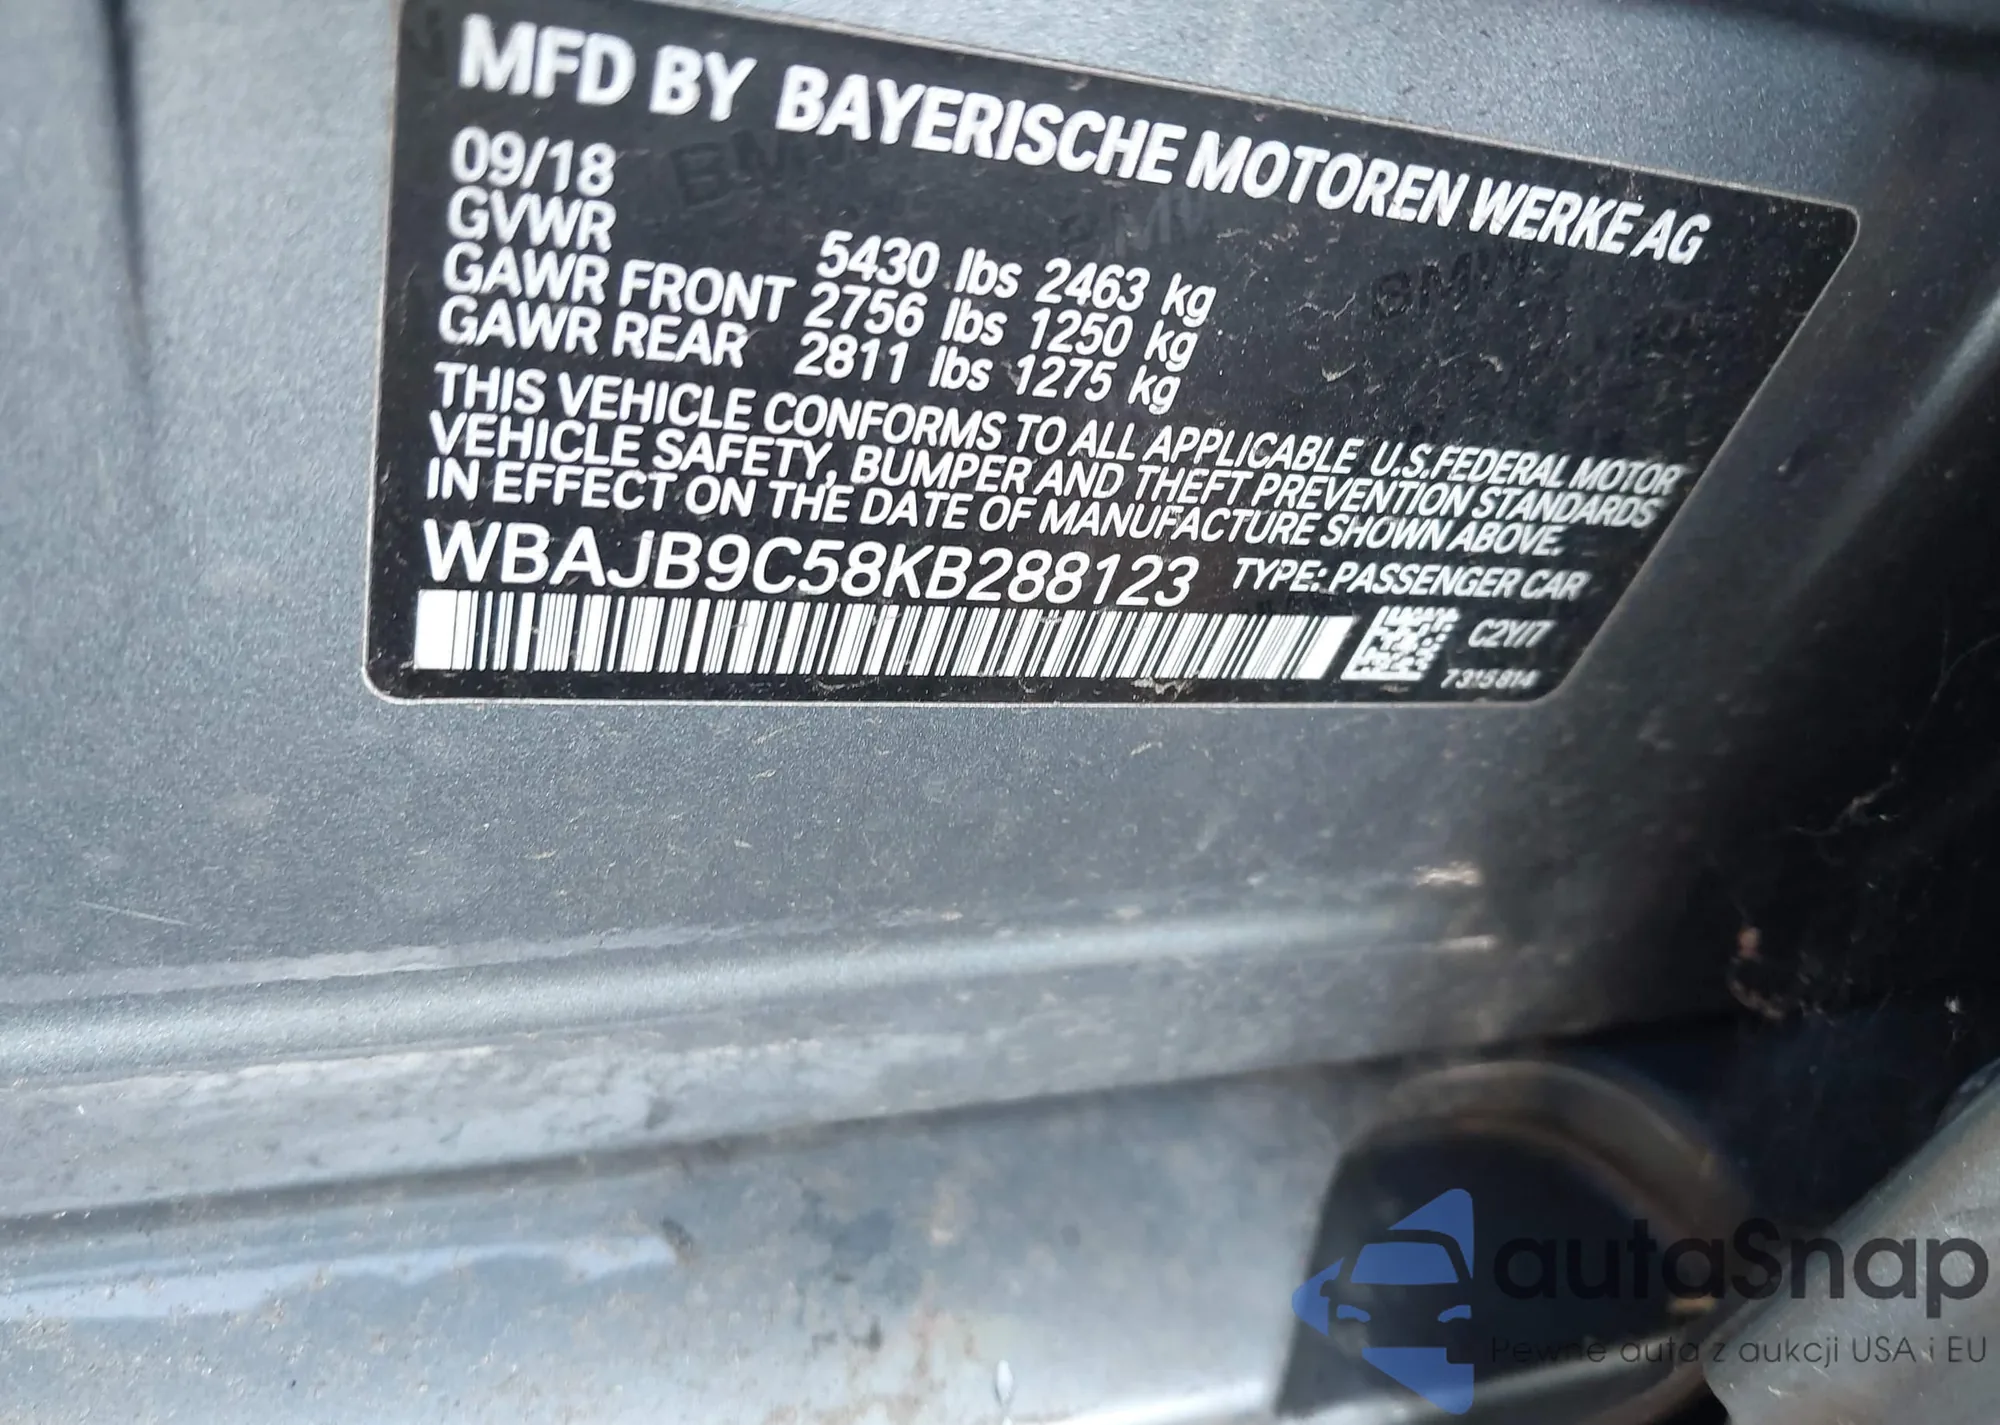 MFD BY BAYERISCHE MOTOREN WERKE AG
09/18
GVWR 5430 lbs 2463 kg
GAWR FRONT 2756 lbs 1250 kg
GAWR REAR 2811 lbs 1275 kg
THIS VEHICLE CONFORMS TO ALL APPLICABLE U.S.FEDERAL MOTOR
VEHICLE SAFETY, BUMPER AND THEFT PREVENTION STANDARDS
IN EFFECT ON THE DATE OF MANUFACTURE SHOWN ABOVE.
WBAJB9C58KB288123 TYPE: PASSENGER CAR
C2YI7
7315814
autaSnap
Pewne auta z aukcji USA i EU